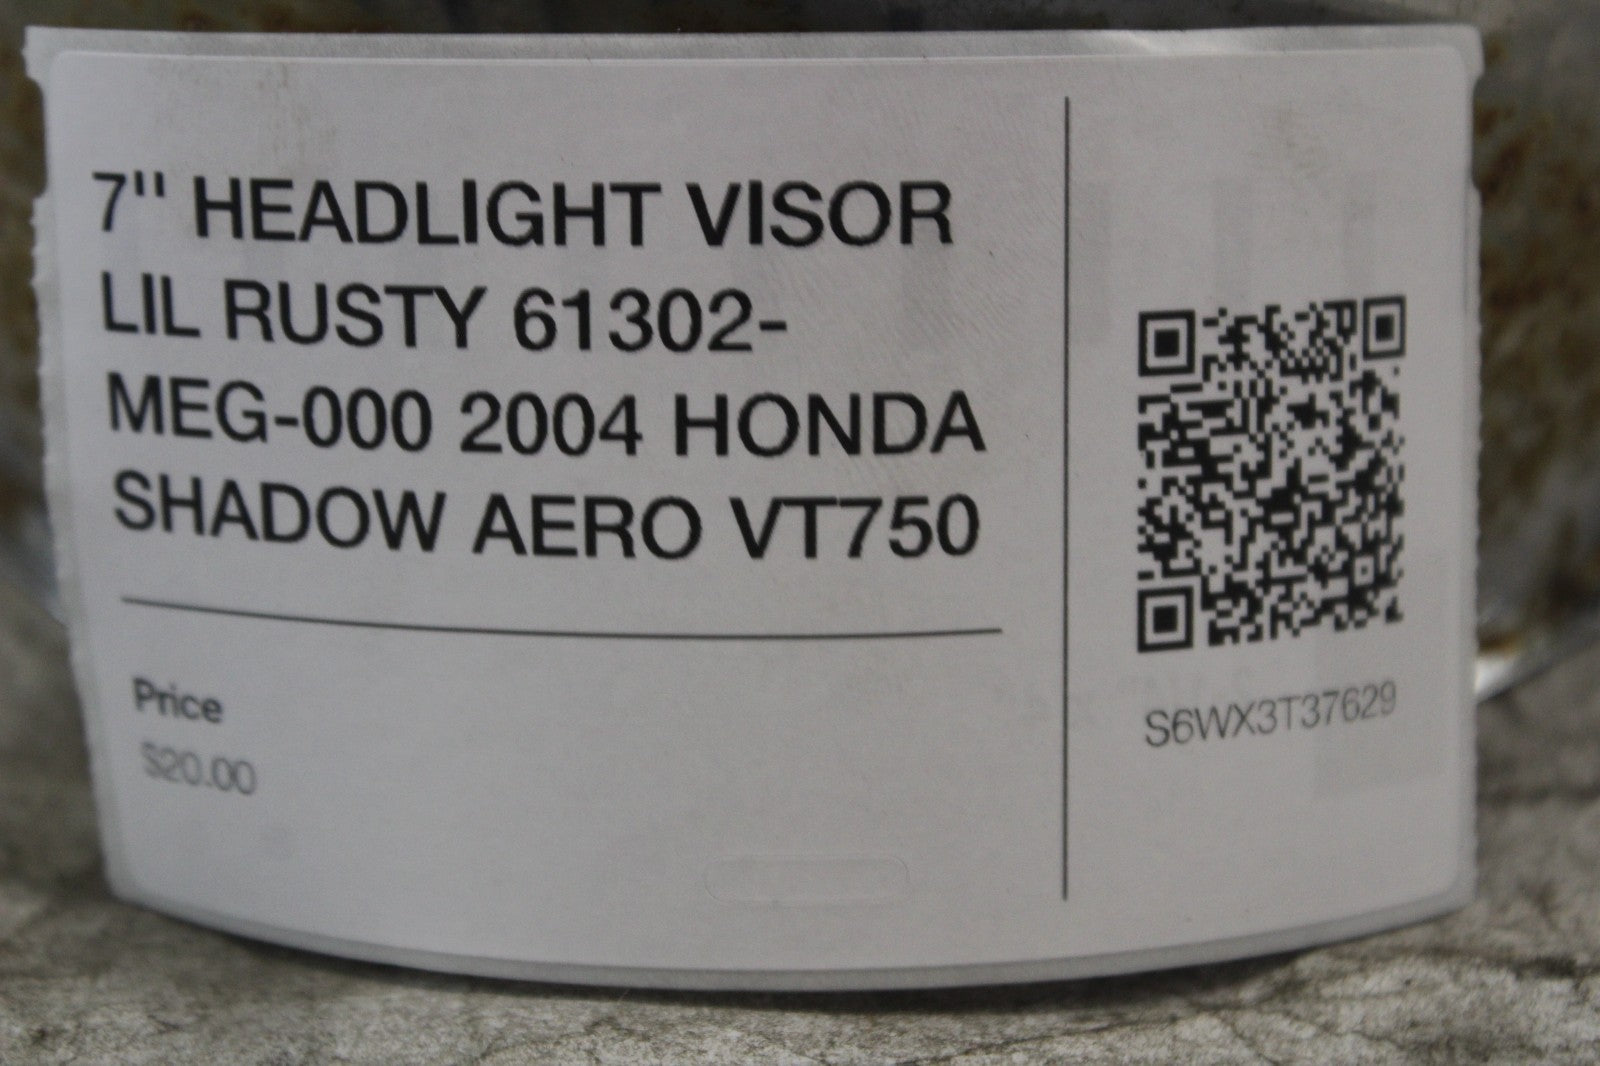 7'' HEADLIGHT VISOR
LIL RUSTY 61302-
MEG-000 2004 HONDA
SHADOW AERO VT750
Price
$20.00
S6WX3T37629